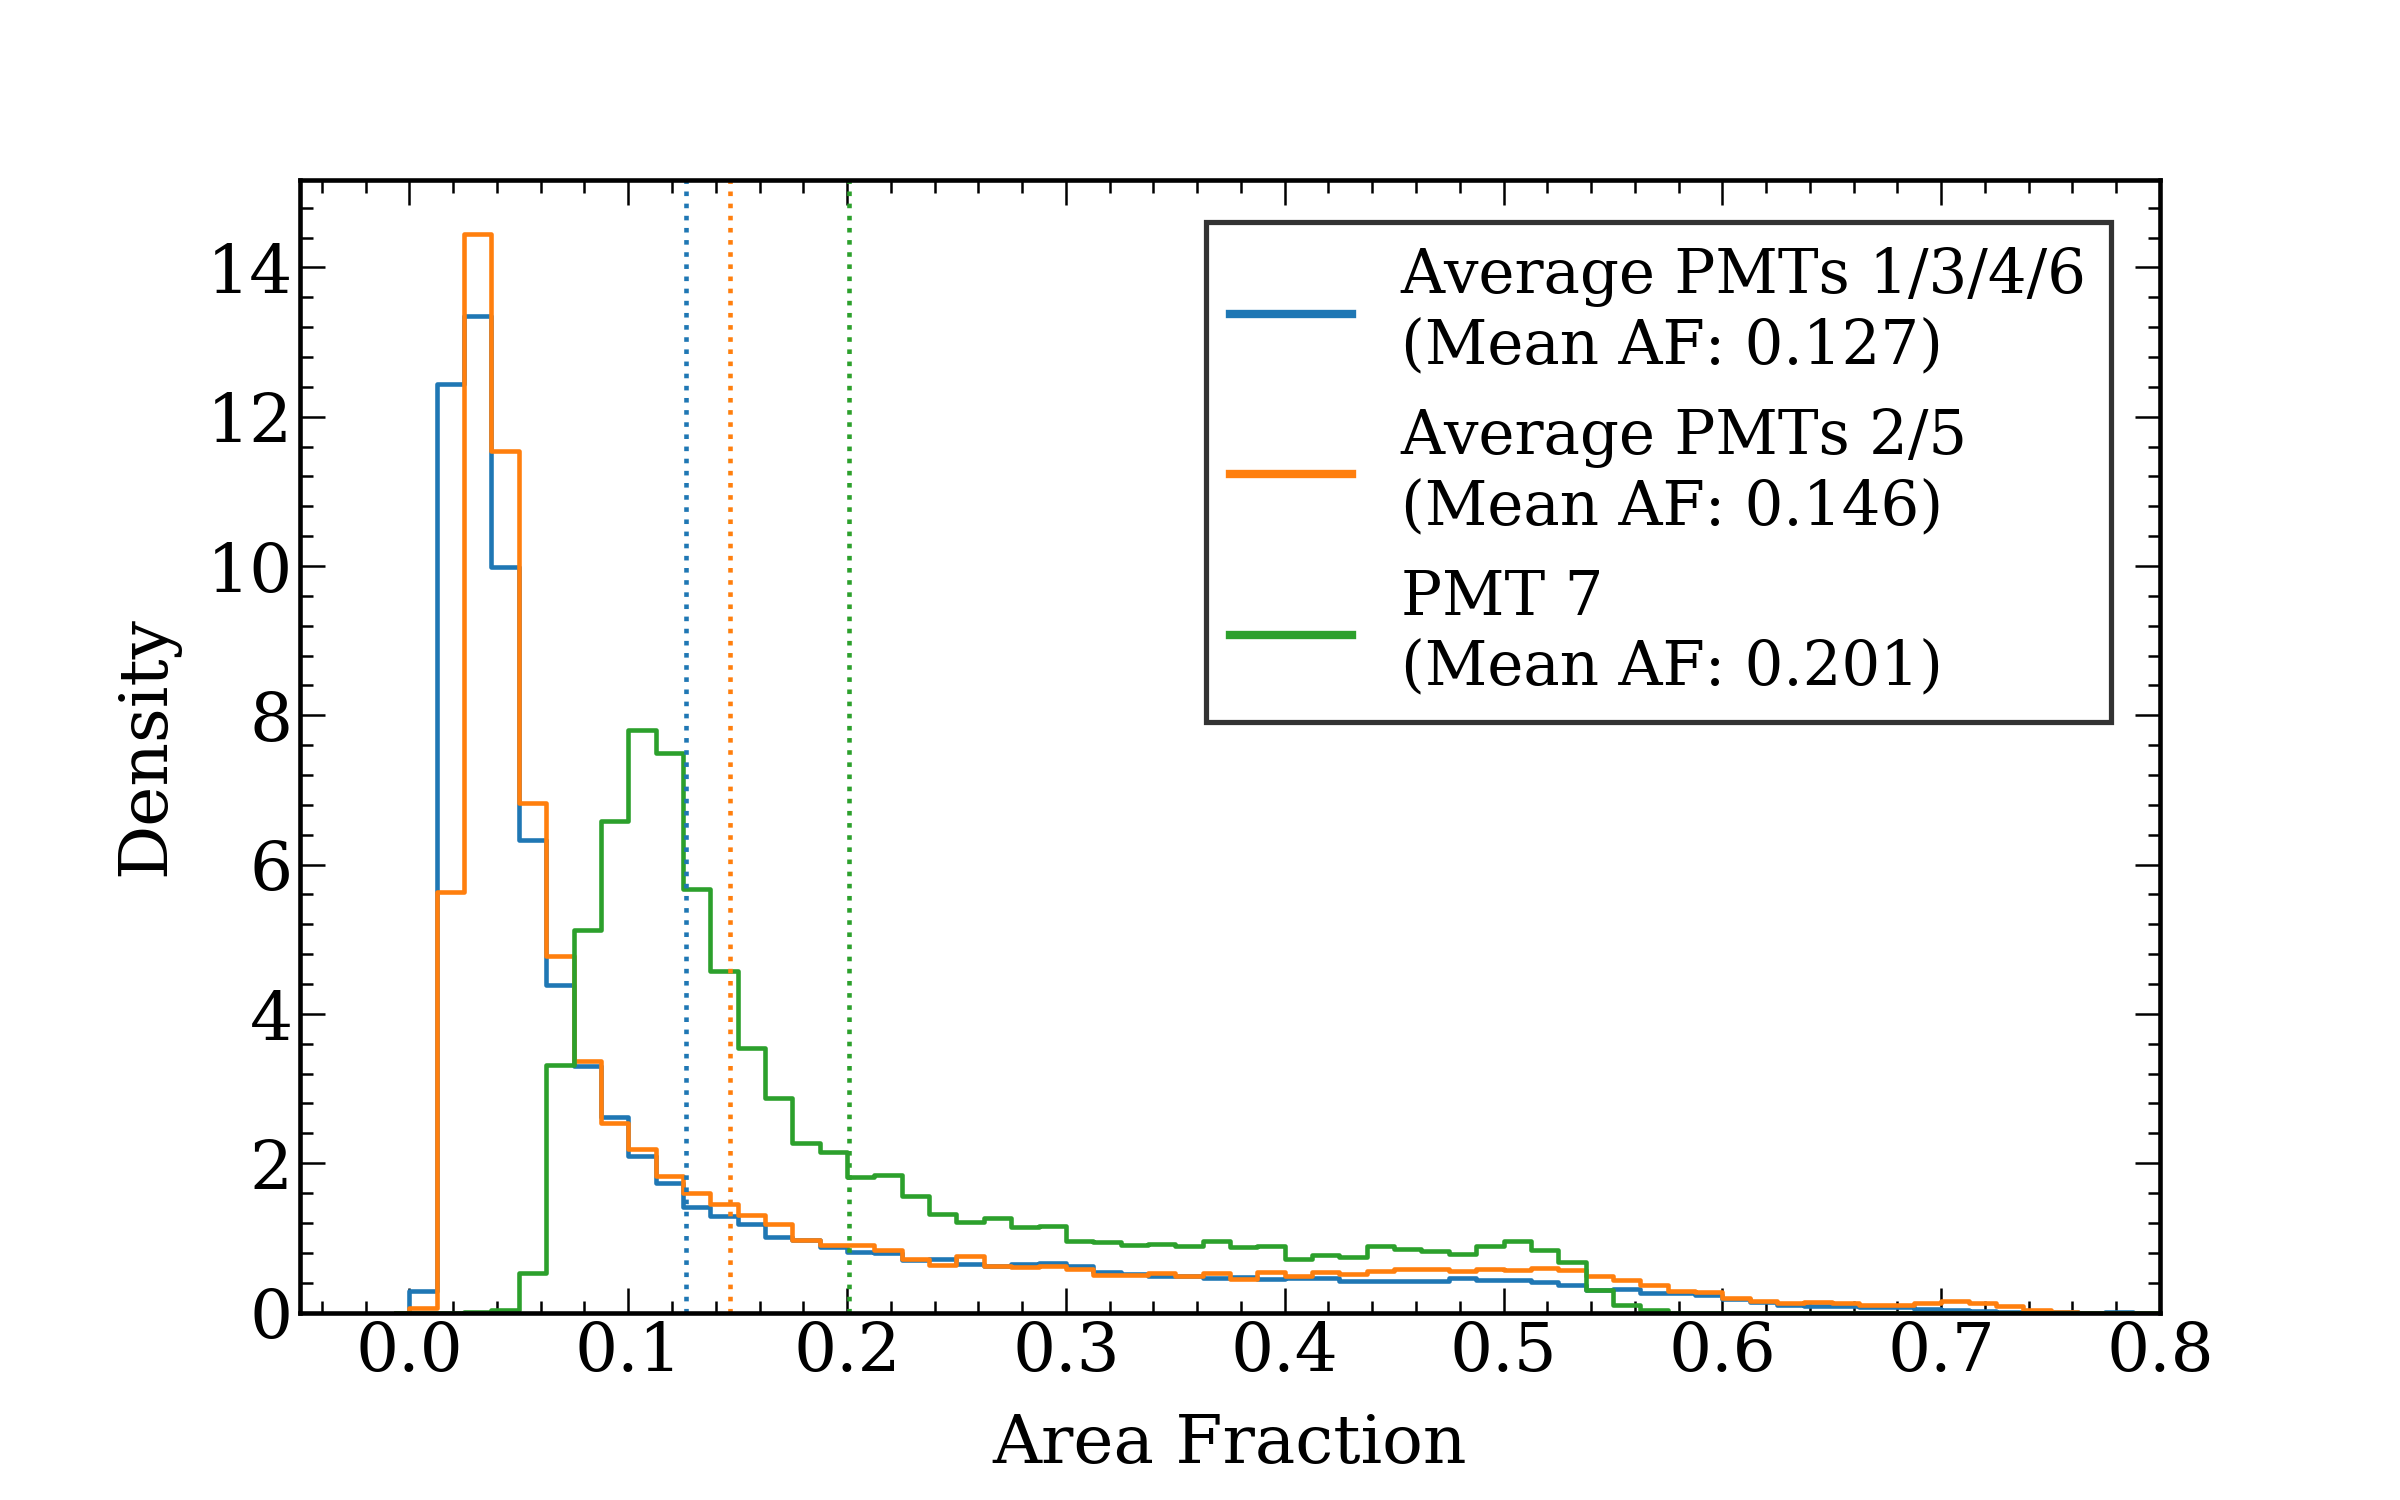 Average PMTs 1/3/4/6
(Mean AF: 0.127)
Average PMTs 2/5
(Mean AF: 0.146)
PMT 7
(Mean AF: 0.201)
Density
14
12
10
8
6
4
2
0
0.0 0.1 0.2 0.3 0.4 0.5 0.6 0.7 0.8
Area Fraction